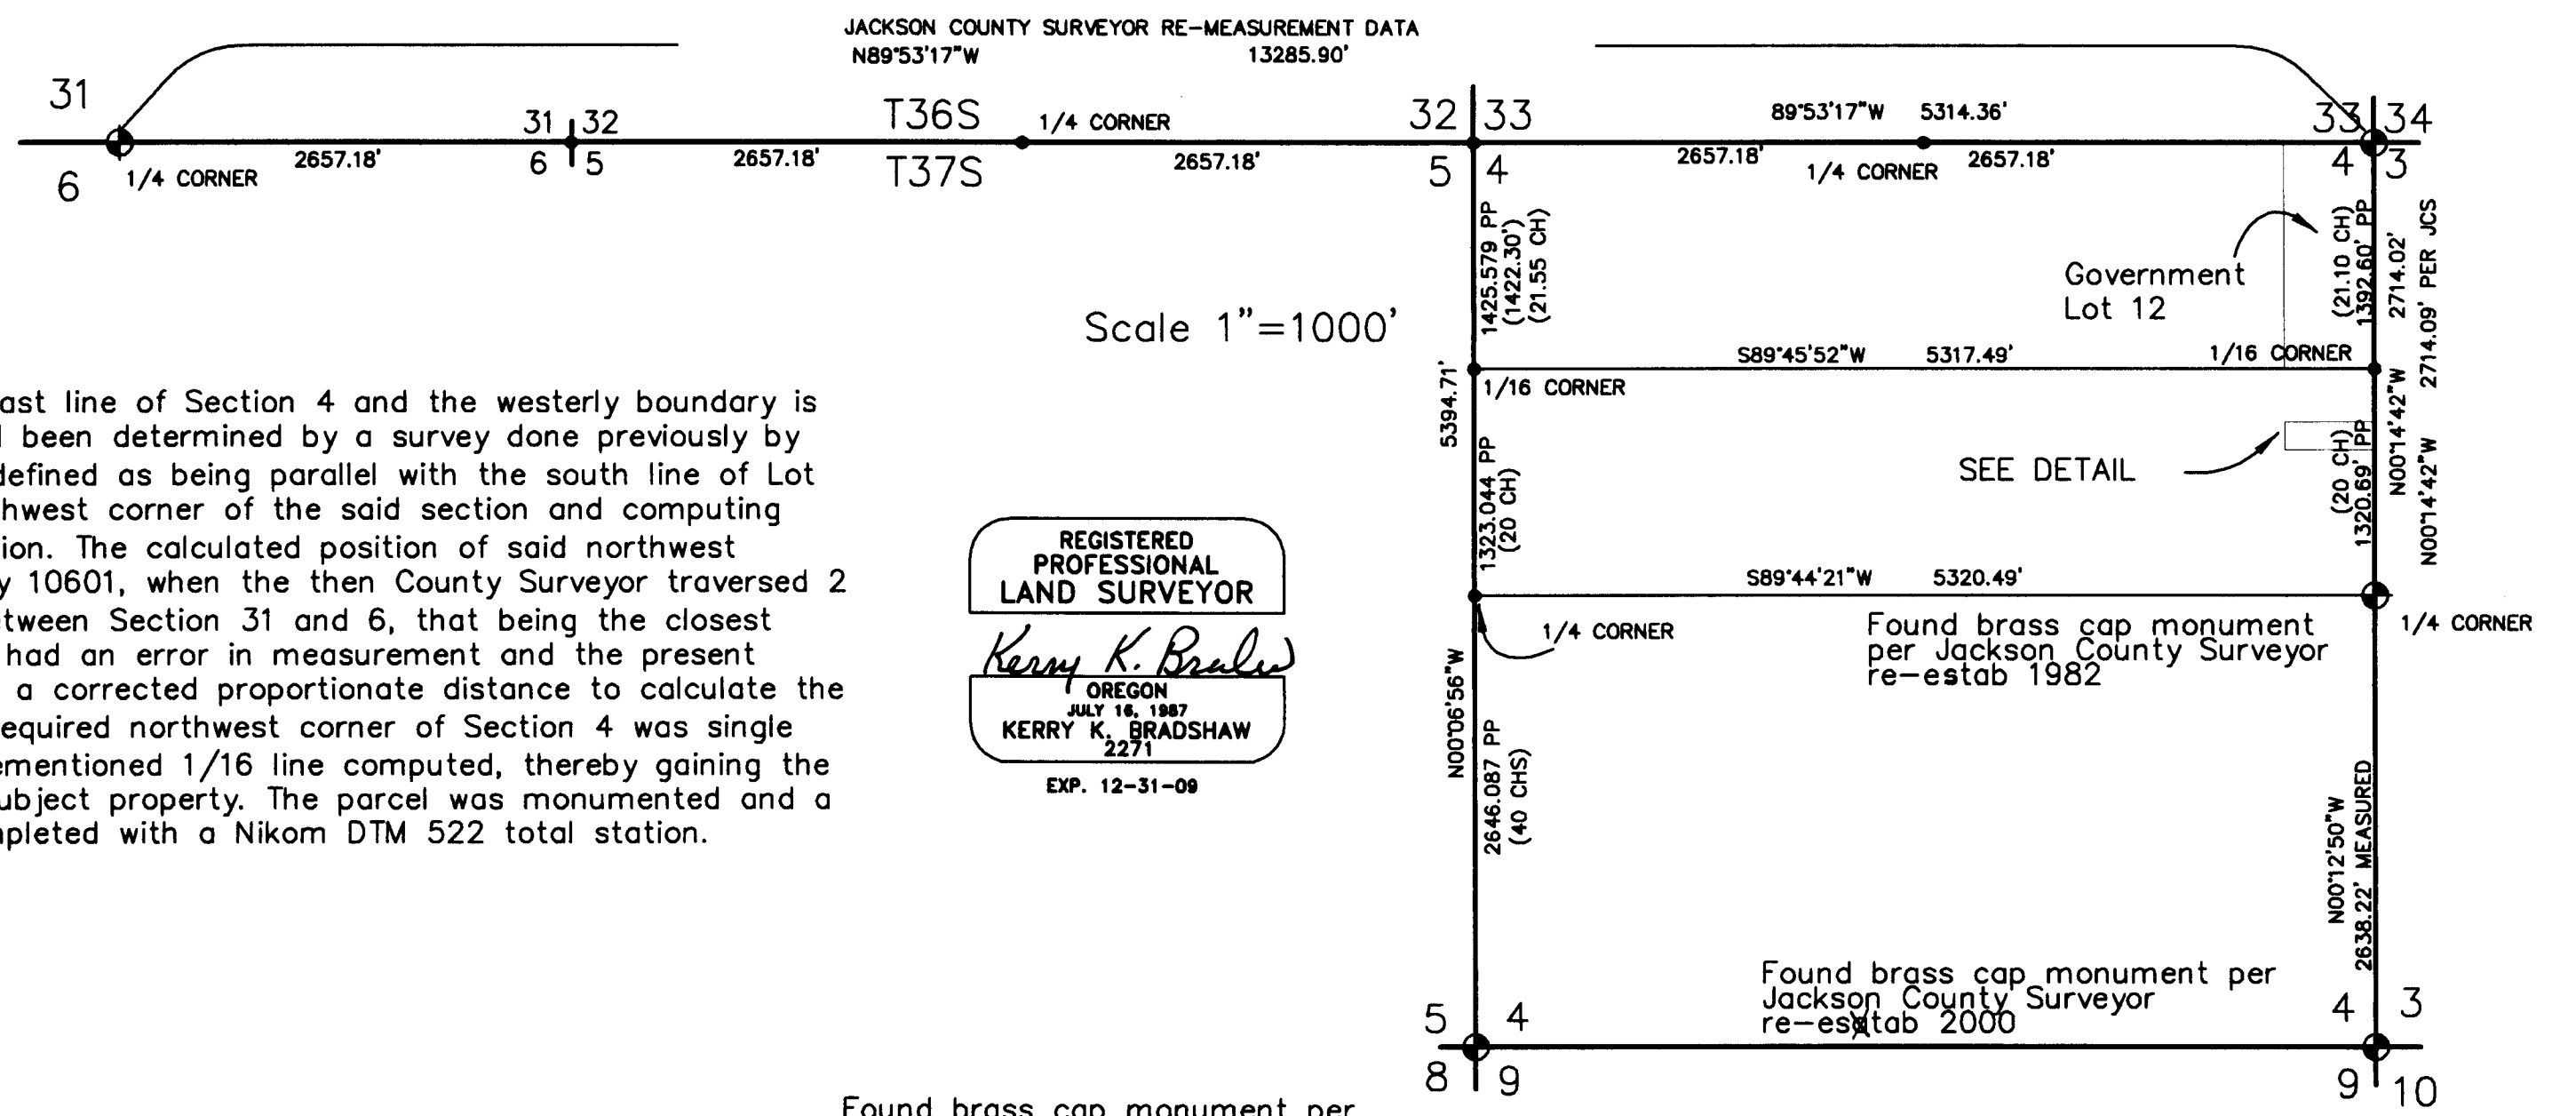 JACKSON COUNTY SURVEYOR RE-MEASUREMENT DATA
N89°53'17"W 13285.90'
31
31 32
T36S
1/4 CORNER
32 33
89°53'17"W 5314.36'
33 34
6
1/4 CORNER
2657.18'
6 5
2657.18'
T37S
2657.18'
5 4
2657.18'
1/4 CORNER
2657.18'
4 3
1425.579 PP
(1422.30')
(21.55 CH)
Government
Lot 12
(21.10 CH)
1392.60' PP
2714.02'
2714.09' PER JCS
Scale 1"=1000'
S89°45'52"W 5317.49'
1/16 CORNER
1/16 CORNER
5394.71'
N00°14'42"W
N00°14'42"W
ast line of Section 4 and the westerly boundary is
been determined by a survey done previously by
defined as being parallel with the south line of Lot
hwest corner of the said section and computing
ion. The calculated position of said northwest
y 10601, when the then County Surveyor traversed 2
tween Section 31 and 6, that being the closest
had an error in measurement and the present
a corrected proportionate distance to calculate the
equired northwest corner of Section 4 was single
ementioned 1/16 line computed, thereby gaining the
ubject property. The parcel was monumented and a
npleted with a Nikom DTM 522 total station.
1323.044 PP
(20 CH)
SEE DETAIL
(20 CH)
1320.69' PP
REGISTERED
PROFESSIONAL
LAND SURVEYOR
Kerry K. Bradshaw
OREGON
JULY 16, 1987
KERRY K. BRADSHAW
2271
EXP. 12-31-09
S89°44'21"W 5320.49'
1/4 CORNER
Found brass cap monument
per Jackson County Surveyor
re-estab 1982
1/4 CORNER
N00°06'56"W
2646.087 PP
(40 CHS)
N00°12'50"W
2638.22' MEASURED
Found brass cap monument per
Jackson County Surveyor
re-esatab 2000
5 4
4 3
8 9
9 10
Found brass cap monument per